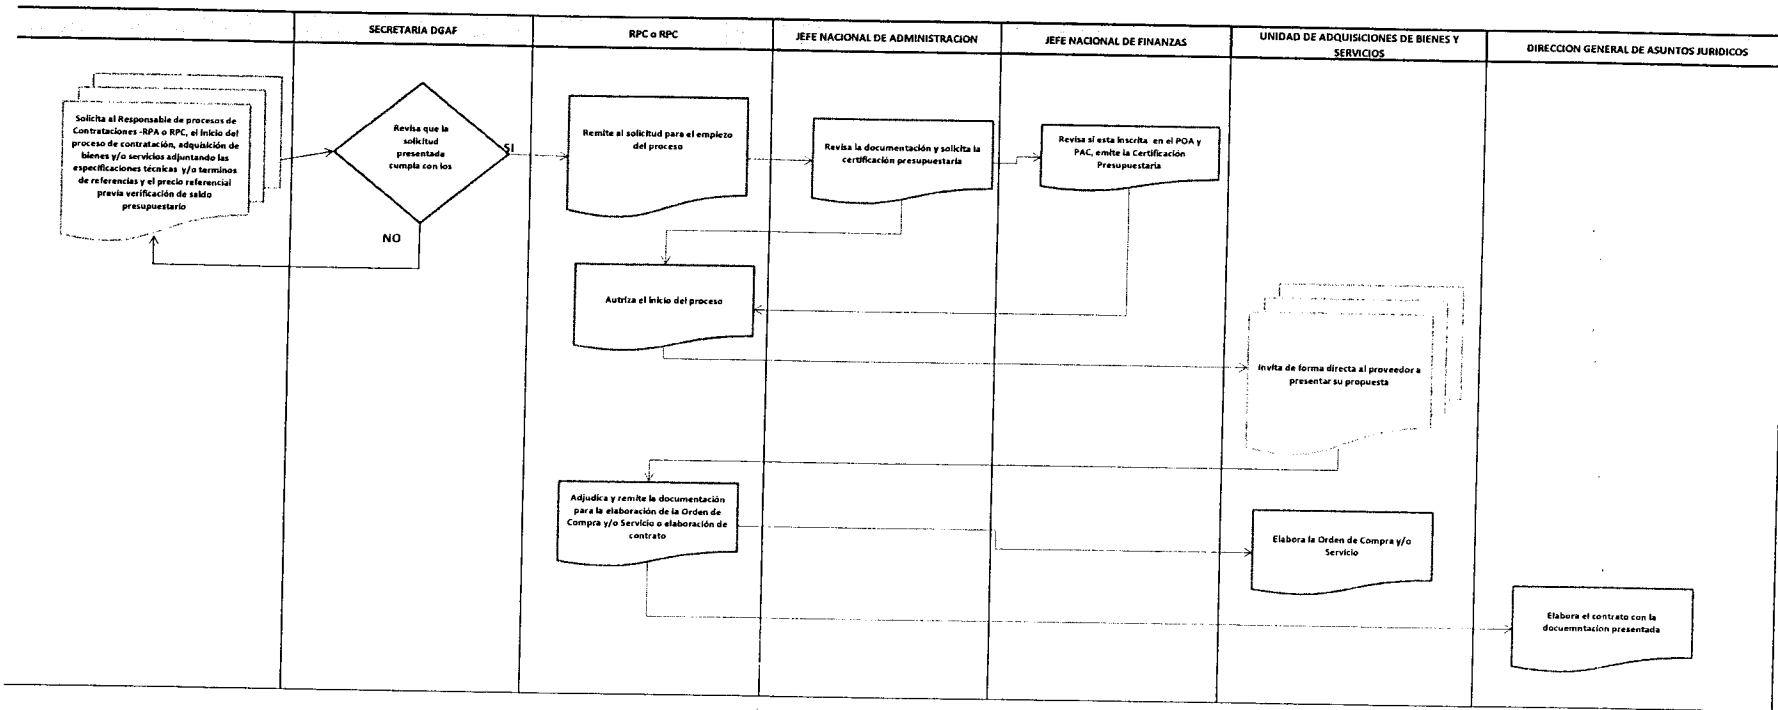 SECRETARIA DGAF
RPC o RPC
JEFE NACIONAL DE ADMINISTRACION
JEFE NACIONAL DE FINANZAS
UNIDAD DE ADQUISICIONES DE BIENES Y
SERVICIOS
DIRECCION GENERAL DE ASUNTOS JURIDICOS
Solicita al Responsable de procesos de
Contrataciones -RPA o RPC, el inicio del
proceso de contratación, adquisición de
bienes y/o servicios adjuntando las
especificaciones técnicas y/o terminos
de referencias y el precio referencial
previa verificación de saldo
presupuestario
Revisa que la
solicitud
presentada
cumpla con los
SI
NO
Remite al solicitud para el empiezo
del proceso
Revisa la documentación y solicita la
certificación presupuestaria
Revisa si esta inscrita en el POA y
PAC, emite la Certificación
Presupuestaria
Autriza el inicio del proceso
Invita de forma directa al proveedor a
presentar su propuesta
Adjudica y remite la documentación
para la elaboración de la Orden de
Compra y/o Servicio o elaboración de
contrato
Elabora la Orden de Compra y/o
Servicio
Elabora el contrato con la
docuemntacion presentada